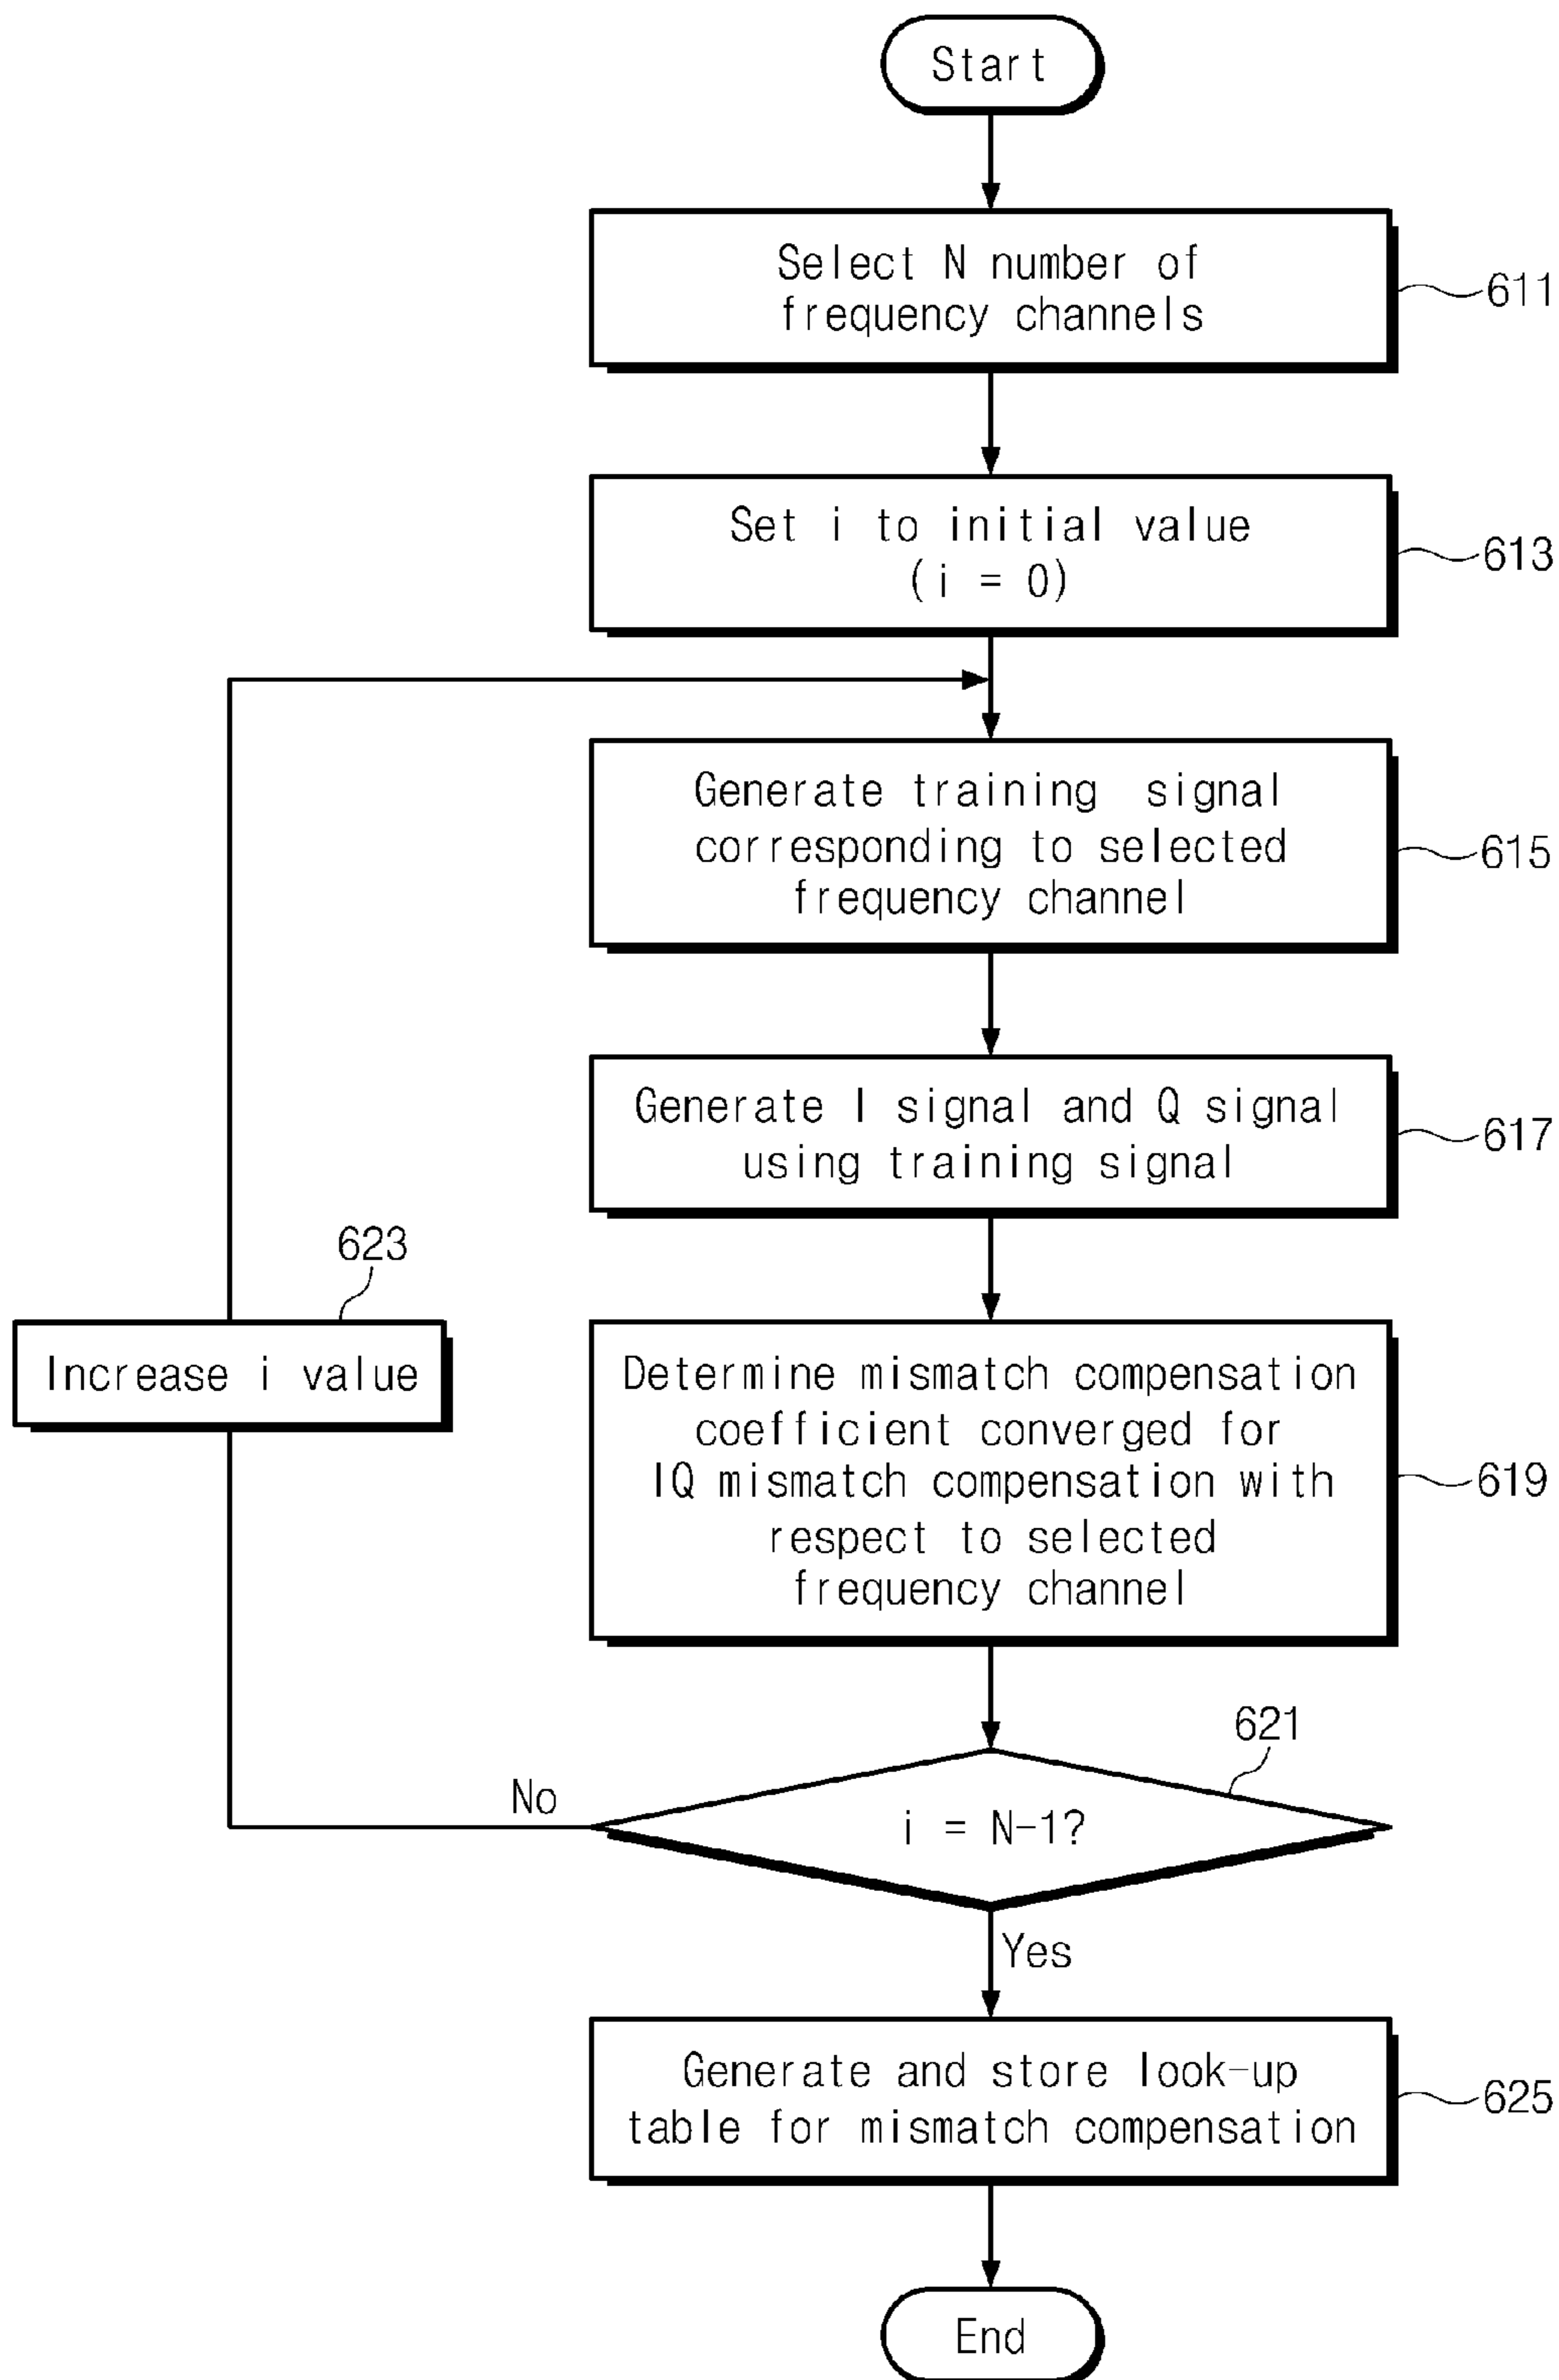 Start
Select N number of
frequency channels
611
Set i to initial value
(i = 0)
613
Generate training signal
corresponding to selected
frequency channel
615
Generate I signal and Q signal
using training signal
617
623
Increase i value
Determine mismatch compensation
coefficient converged for
IQ mismatch compensation with
respect to selected
frequency channel
619
621
No
i = N-1?
Yes
Generate and store look-up
table for mismatch compensation
625
End